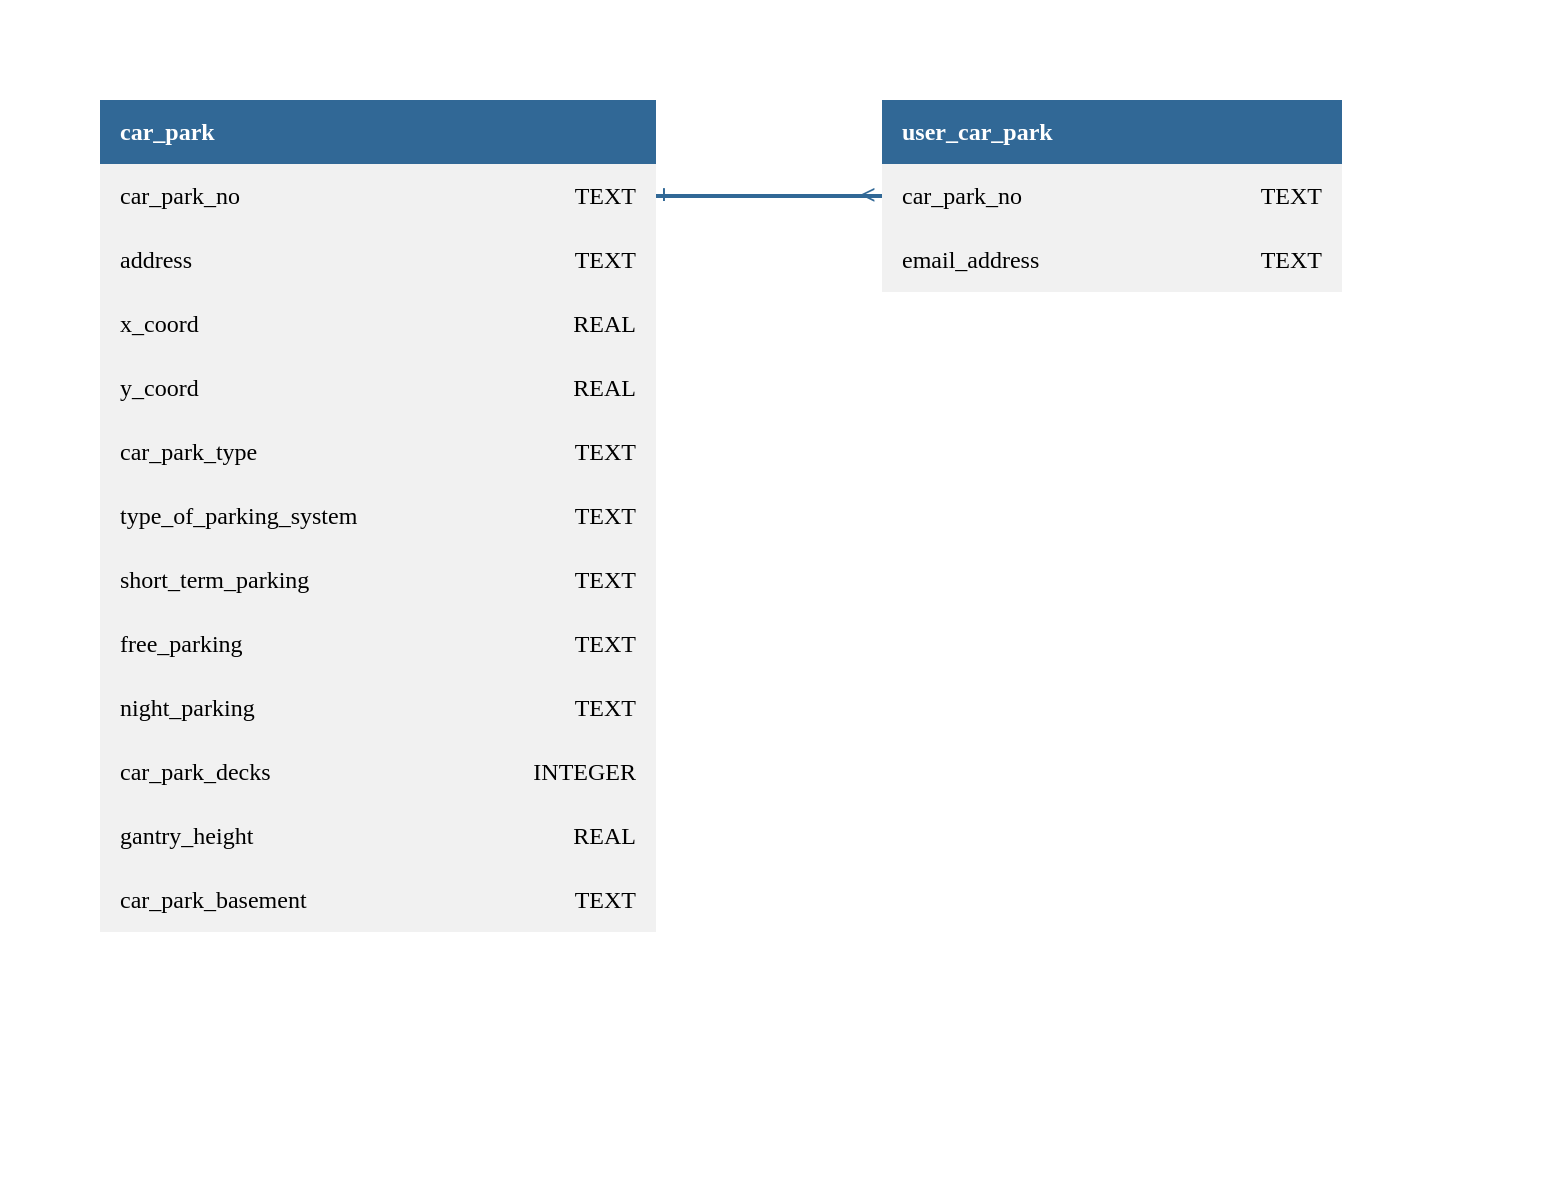 car_park
car_park_no TEXT
address TEXT
x_coord REAL
y_coord REAL
car_park_type TEXT
type_of_parking_system TEXT
short_term_parking TEXT
free_parking TEXT
night_parking TEXT
car_park_decks INTEGER
gantry_height REAL
car_park_basement TEXT
user_car_park
car_park_no TEXT
email_address TEXT